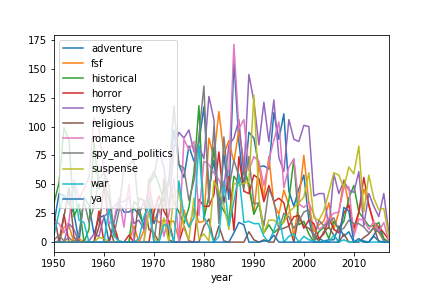 175
150
125
100
75
50
25
0
adventure
fsf
historical
horror
mystery
religious
romance
spy_and_politics
suspense
war
ya
1950 1960 1970 1980 1990 2000 2010
year